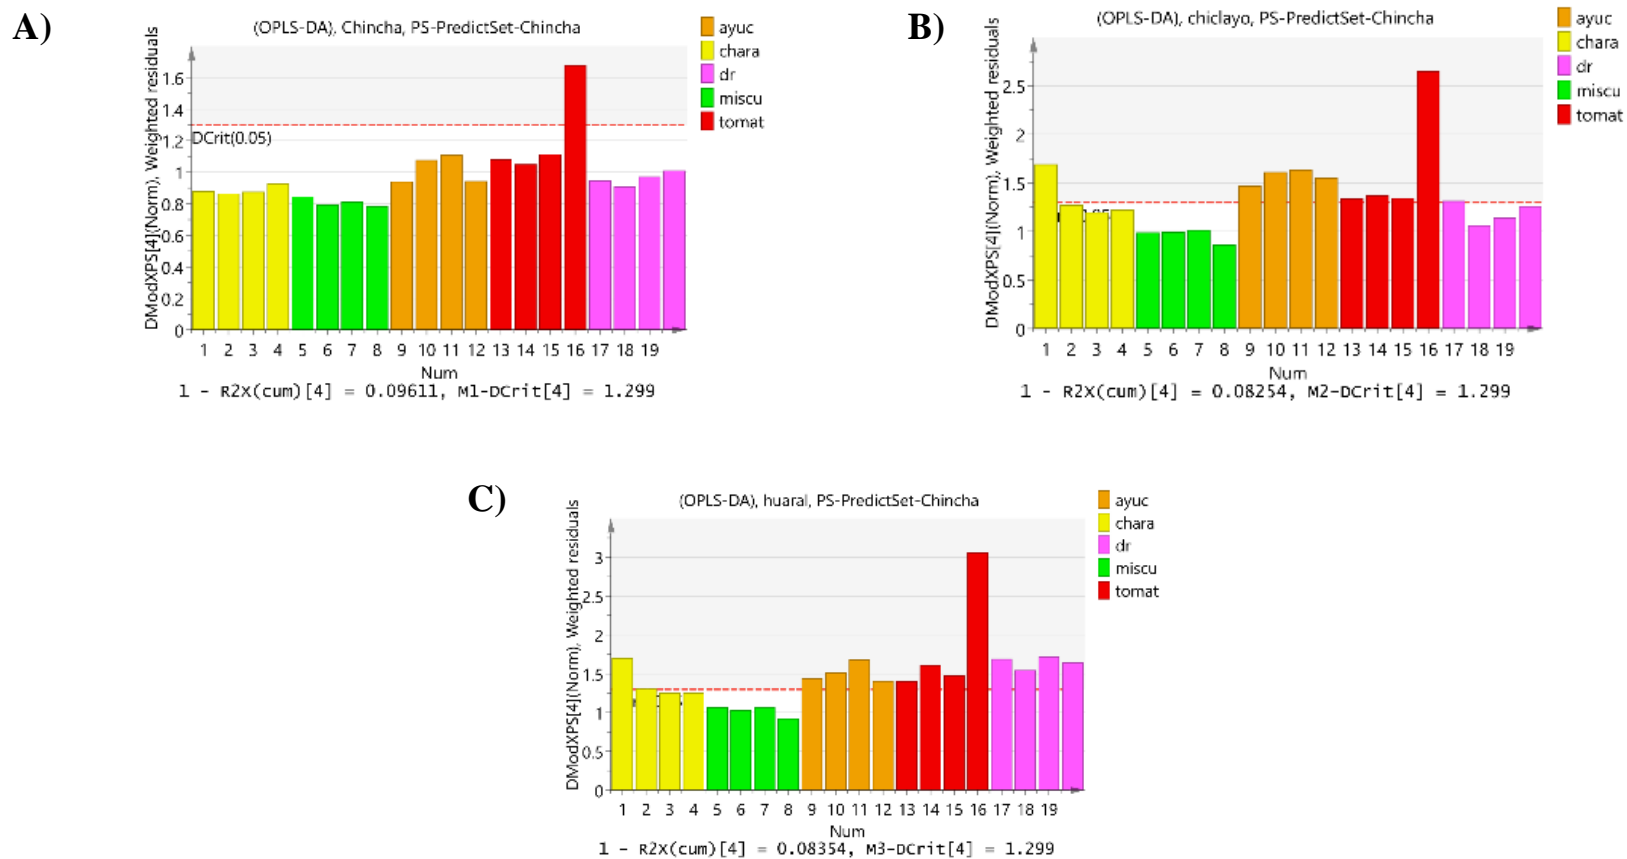 A)
(OPLS-DA), Chincha, PS-PredictSet-Chincha
DModXPS[4](Norm), Weighted residuals
1.6
1.4
DCrit(0.05)
1.2
1
0.8
0.6
0.4
0.2
0
1 2 3 4 5 6 7 8 9 10 11 12 13 14 15 16 17 18 19
Num
1 - R2X(cum)[4] = 0.09611, M1-DCrit[4] = 1.299
ayuc
chara
dr
miscu
tomat
B)
(OPLS-DA), chiclayo, PS-PredictSet-Chincha
DModXPS[4](Norm), Weighted residuals
2.5
2
1.5
1
0.5
0
1 2 3 4 5 6 7 8 9 10 11 12 13 14 15 16 17 18 19
Num
1 - R2X(cum)[4] = 0.08254, M2-DCrit[4] = 1.299
ayuc
chara
dr
miscu
tomat
C)
(OPLS-DA), huaral, PS-PredictSet-Chincha
DModXPS[4](Norm), Weighted residuals
3
2.5
2
1.5
1
0.5
0
1 2 3 4 5 6 7 8 9 10 11 12 13 14 15 16 17 18 19
Num
1 - R2X(cum)[4] = 0.08354, M3-DCrit[4] = 1.299
ayuc
chara
dr
miscu
tomat